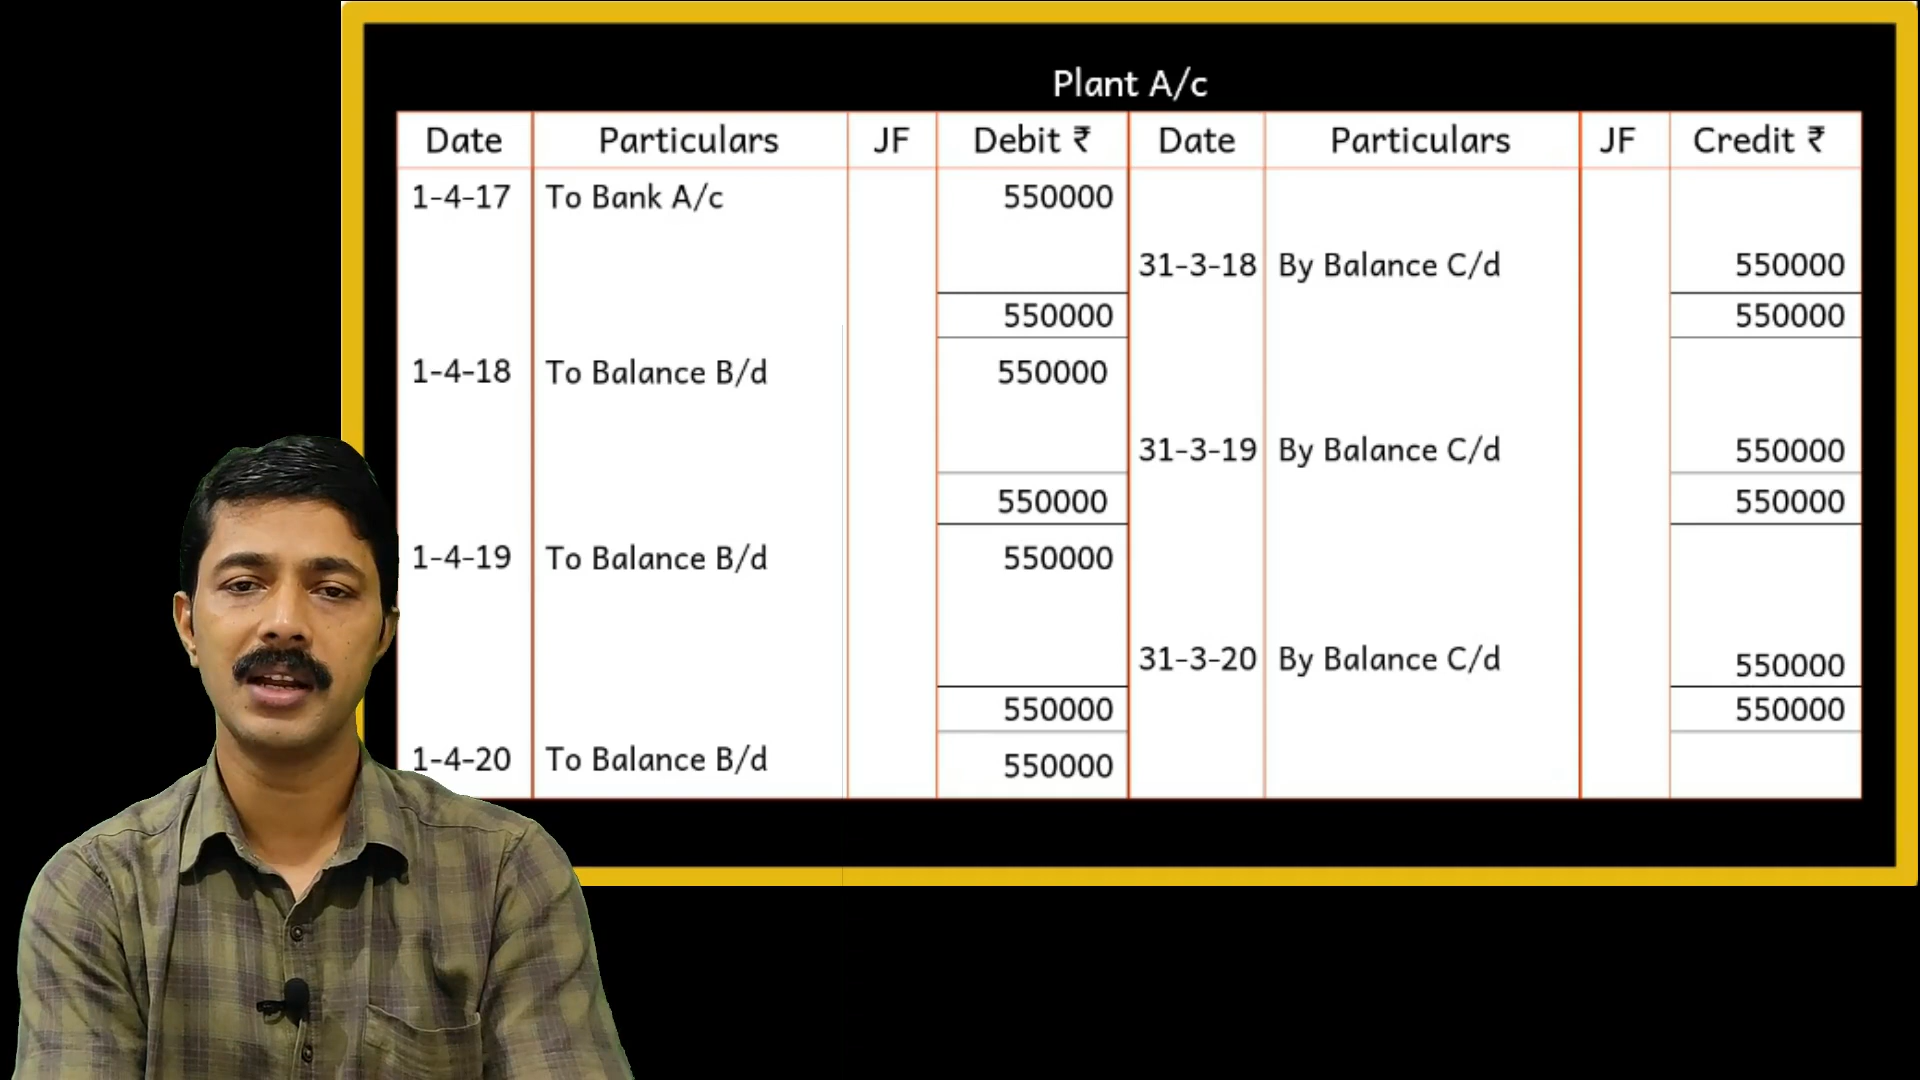 Plant A/c
Date Particulars JF Debit ₹ Date Particulars JF Credit ₹
1-4-17 To Bank A/c 550000
31-3-18 By Balance C/d 550000
550000 550000
1-4-18 To Balance B/d 550000
31-3-19 By Balance C/d 550000
550000 550000
1-4-19 To Balance B/d 550000
31-3-20 By Balance C/d 550000
550000 550000
1-4-20 To Balance B/d 550000